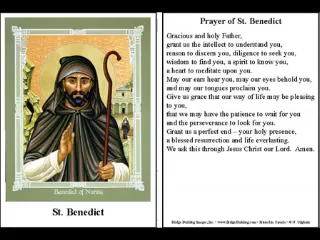 Benedict of Nursia
St. Benedict
Prayer of St. Benedict
Gracious and holy Father,
grant us the intellect to understand you,
reason to discern you, diligence to seek you,
wisdom to find you, a spirit to know you,
a heart to meditate upon you.
May our ears hear you, may our eyes behold you,
and may our tongues proclaim you.
Give us grace that our way of life may be pleasing
to you,
that we may have the patience to wait for you
and the perseverance to look for you.
Grant us a perfect end – your holy presence,
a blessed resurrection and life everlasting.
We ask this through Jesus Christ our Lord.  Amen.
Bridge Building Images, Inc.